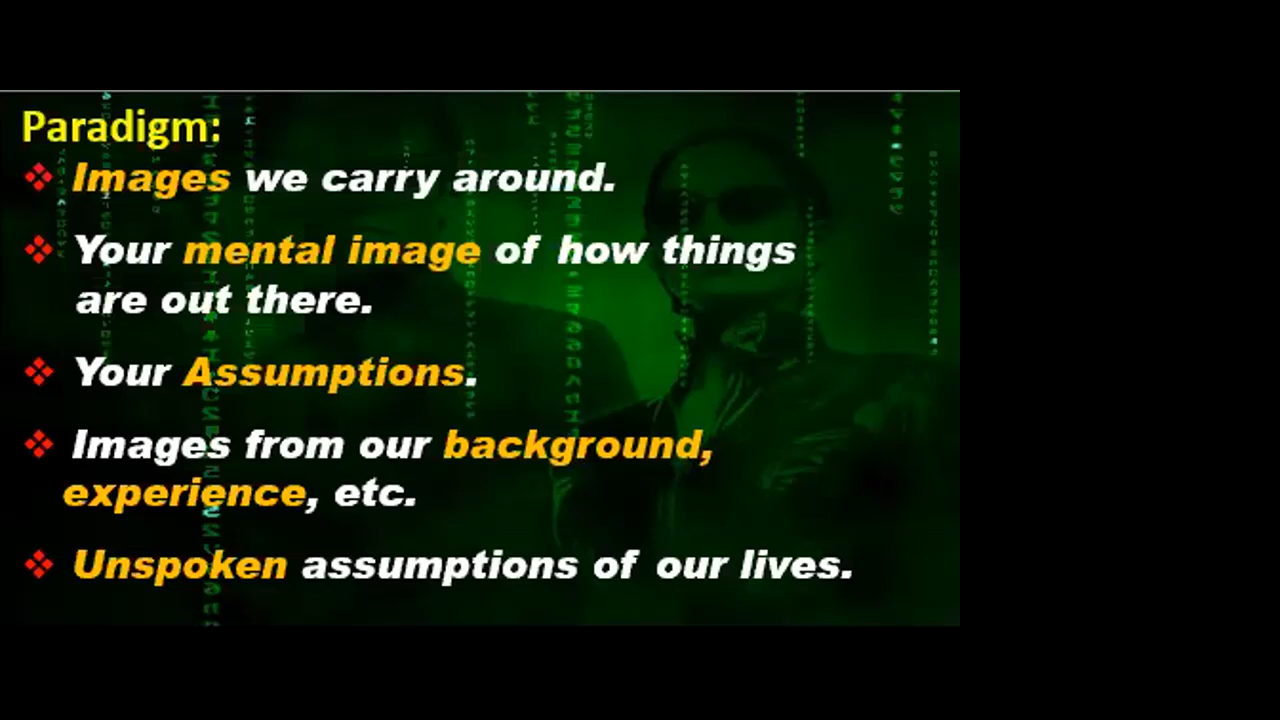 Paradigm:
❖ Images we carry around.
❖ Your mental image of how things
are out there.
❖ Your Assumptions.
❖ Images from our background,
experience, etc.
❖ Unspoken assumptions of our lives.